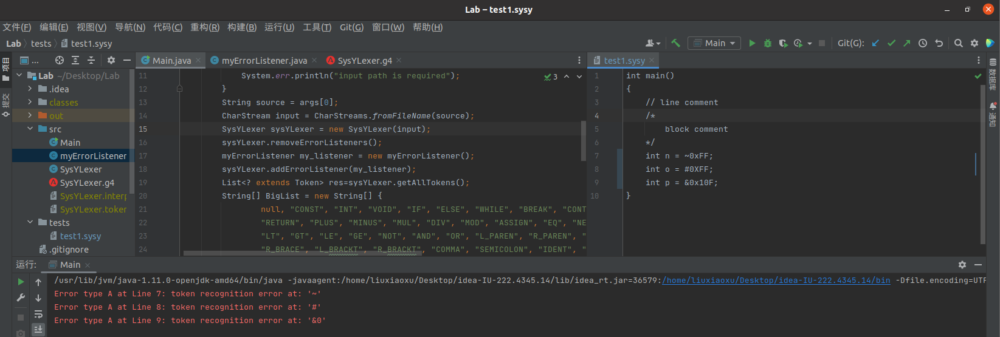 Lab – test1.sysy
文件(F) 编辑(E) 视图(V) 导航(N) 代码(C) 重构(R) 构建(B) 运行(U) 工具(T) Git(G) 窗口(W) 帮助(H)
Lab tests test1.sysy Main Git(G):
项目
提交
... Main.java myErrorListener.java SysYLexer.g4 test1.sysy
Lab ~/Desktop/Lab
.idea
classes
out
src
Main
myErrorListener
SysYLexer
SysYLexer.g4
SysYLexer.interp
SysYLexer.token
tests
test1.sysy
.gitignore
3
11 System.err.println("input path is required");
12 }
13 String source = args[0];
14 CharStream input = CharStreams.fromFileName(source);
15 SysYLexer sysYLexer = new SysYLexer(input);
16 sysYLexer.removeErrorListeners();
17 myErrorListener my_listener = new myErrorListener();
18 sysYLexer.addErrorListener(my_listener);
19 List<? extends Token> res=sysYLexer.getAllTokens();
20 String[] BigList = new String[] {
21 null, "CONST", "INT", "VOID", "IF", "ELSE", "WHILE", "BREAK", "CONT
22 "RETURN", "PLUS", "MINUS", "MUL", "DIV", "MOD", "ASSIGN", "EQ", "NE
23 "LT", "GT", "LE", "GE", "NOT", "AND", "OR", "L_PAREN", "R_PAREN", "
24 "R_BRACE", "L_BRACKT", "R_BRACKT", "COMMA", "SEMICOLON", "IDENT", "
1 int main()
2 {
3 // line comment
4 /*
5 block comment
6 */
7 int n = ~0xFF;
8 int o = #0XFF;
9 int p = &0x10F;
10 }
数据库
通知
运行: Main
/usr/lib/jvm/java-1.11.0-openjdk-amd64/bin/java -javaagent:/home/liuxiaoxu/Desktop/idea-IU-222.4345.14/lib/idea_rt.jar=36579:/home/liuxiaoxu/Desktop/idea-IU-222.4345.14/bin -Dfile.encoding=UTF
Error type A at Line 7: token recognition error at: '~'
Error type A at Line 8: token recognition error at: '#'
Error type A at Line 9: token recognition error at: '&0'